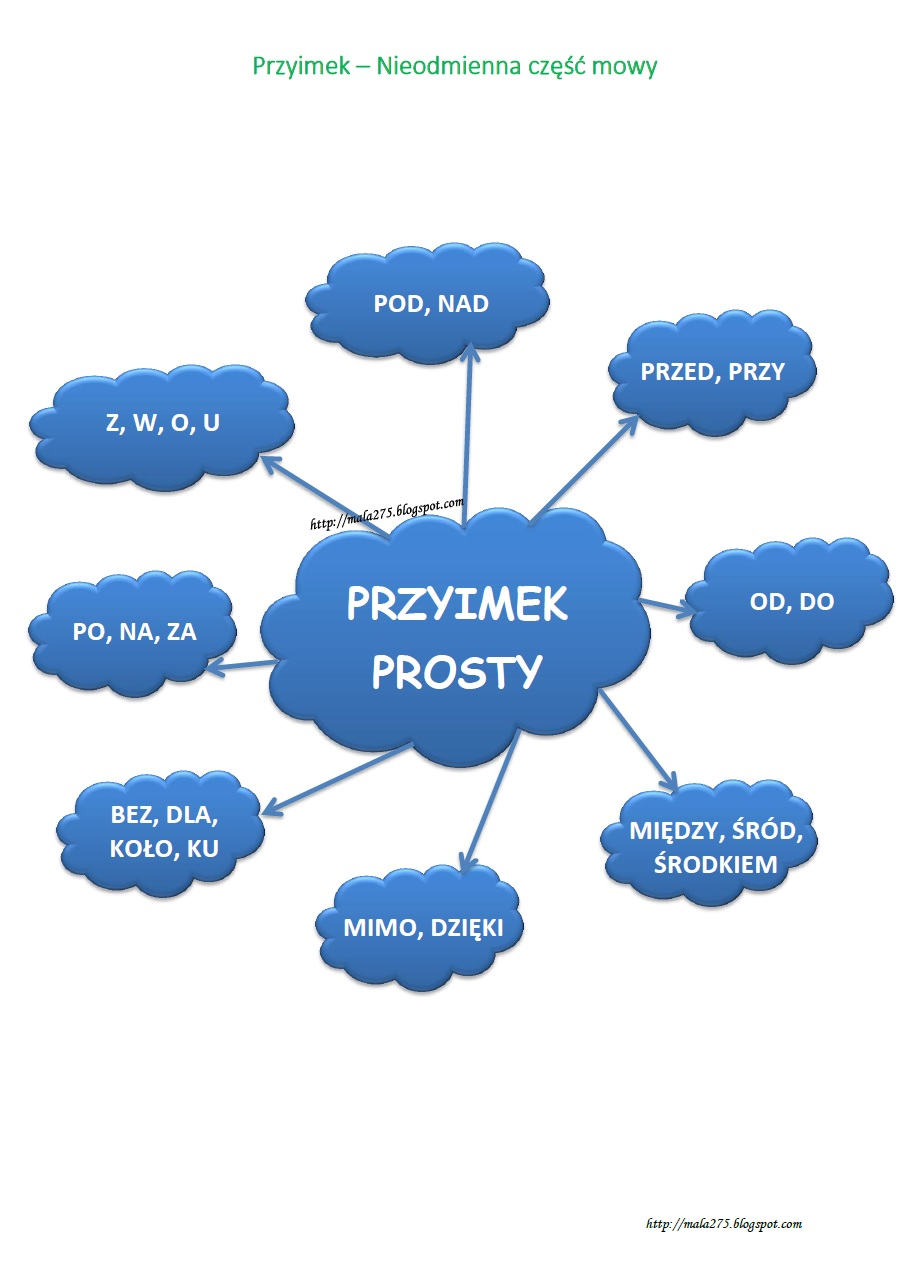 Przyimek – Nieodmienna część mowy
POD, NAD
PRZED, PRZY
Z, W, O, U
http://mala275.blogspot.com
PRZYIMEK
PROSTY
OD, DO
PO, NA, ZA
BEZ, DLA,
KOŁO, KU
MIĘDZY, ŚRÓD,
ŚRODKIEM
MIMO, DZIĘKI
http://mala275.blogspot.com